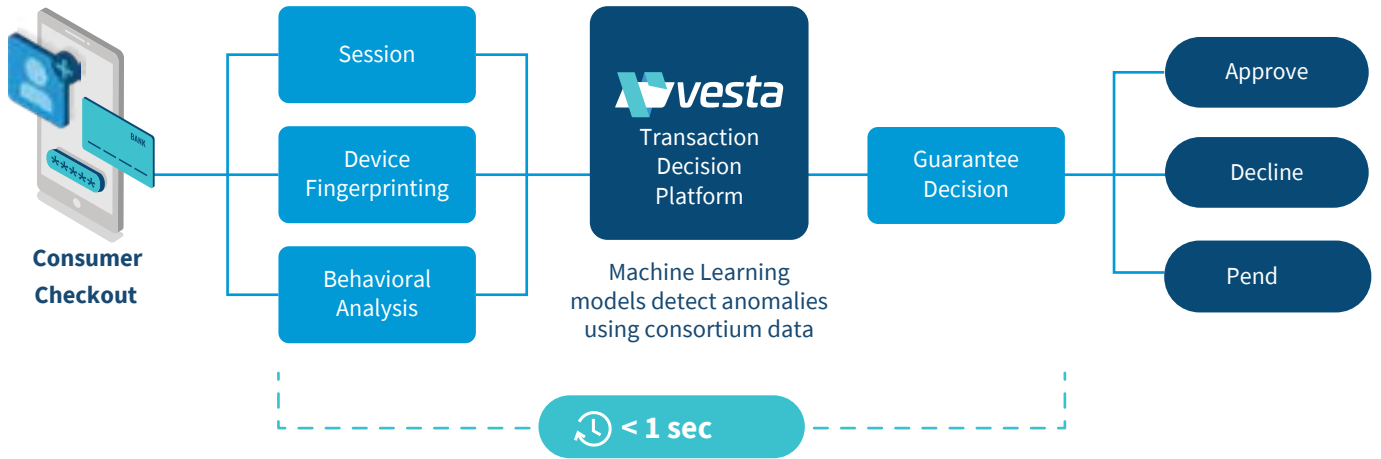 BANK
*****
Consumer
Checkout
Session
Device
Fingerprinting
Behavioral
Analysis
vesta
Transaction
Decision
Platform
Machine Learning
models detect anomalies
using consortium data
Guarantee
Decision
Approve
Decline
Pend
< 1 sec